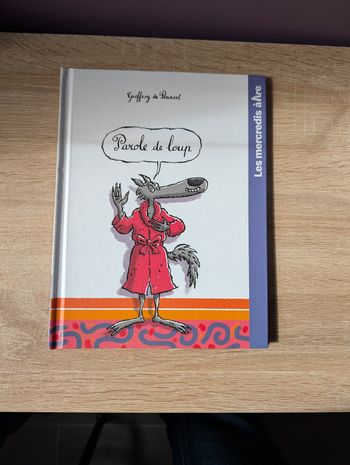 Geoffroy de Pennart
Parole de loup
Les mercredis à lire